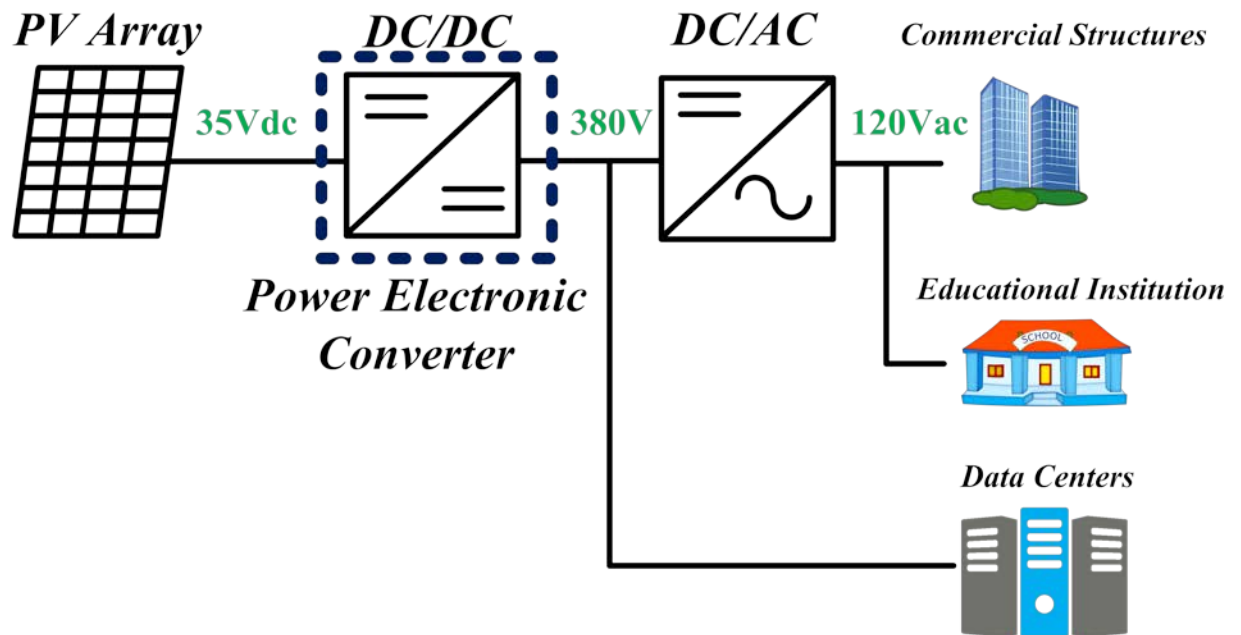 PV Array
DC/DC
DC/AC
Commercial Structures
35Vdc
380V
120Vac
Power Electronic
Converter
Educational Institution
SCHOOL
Data Centers